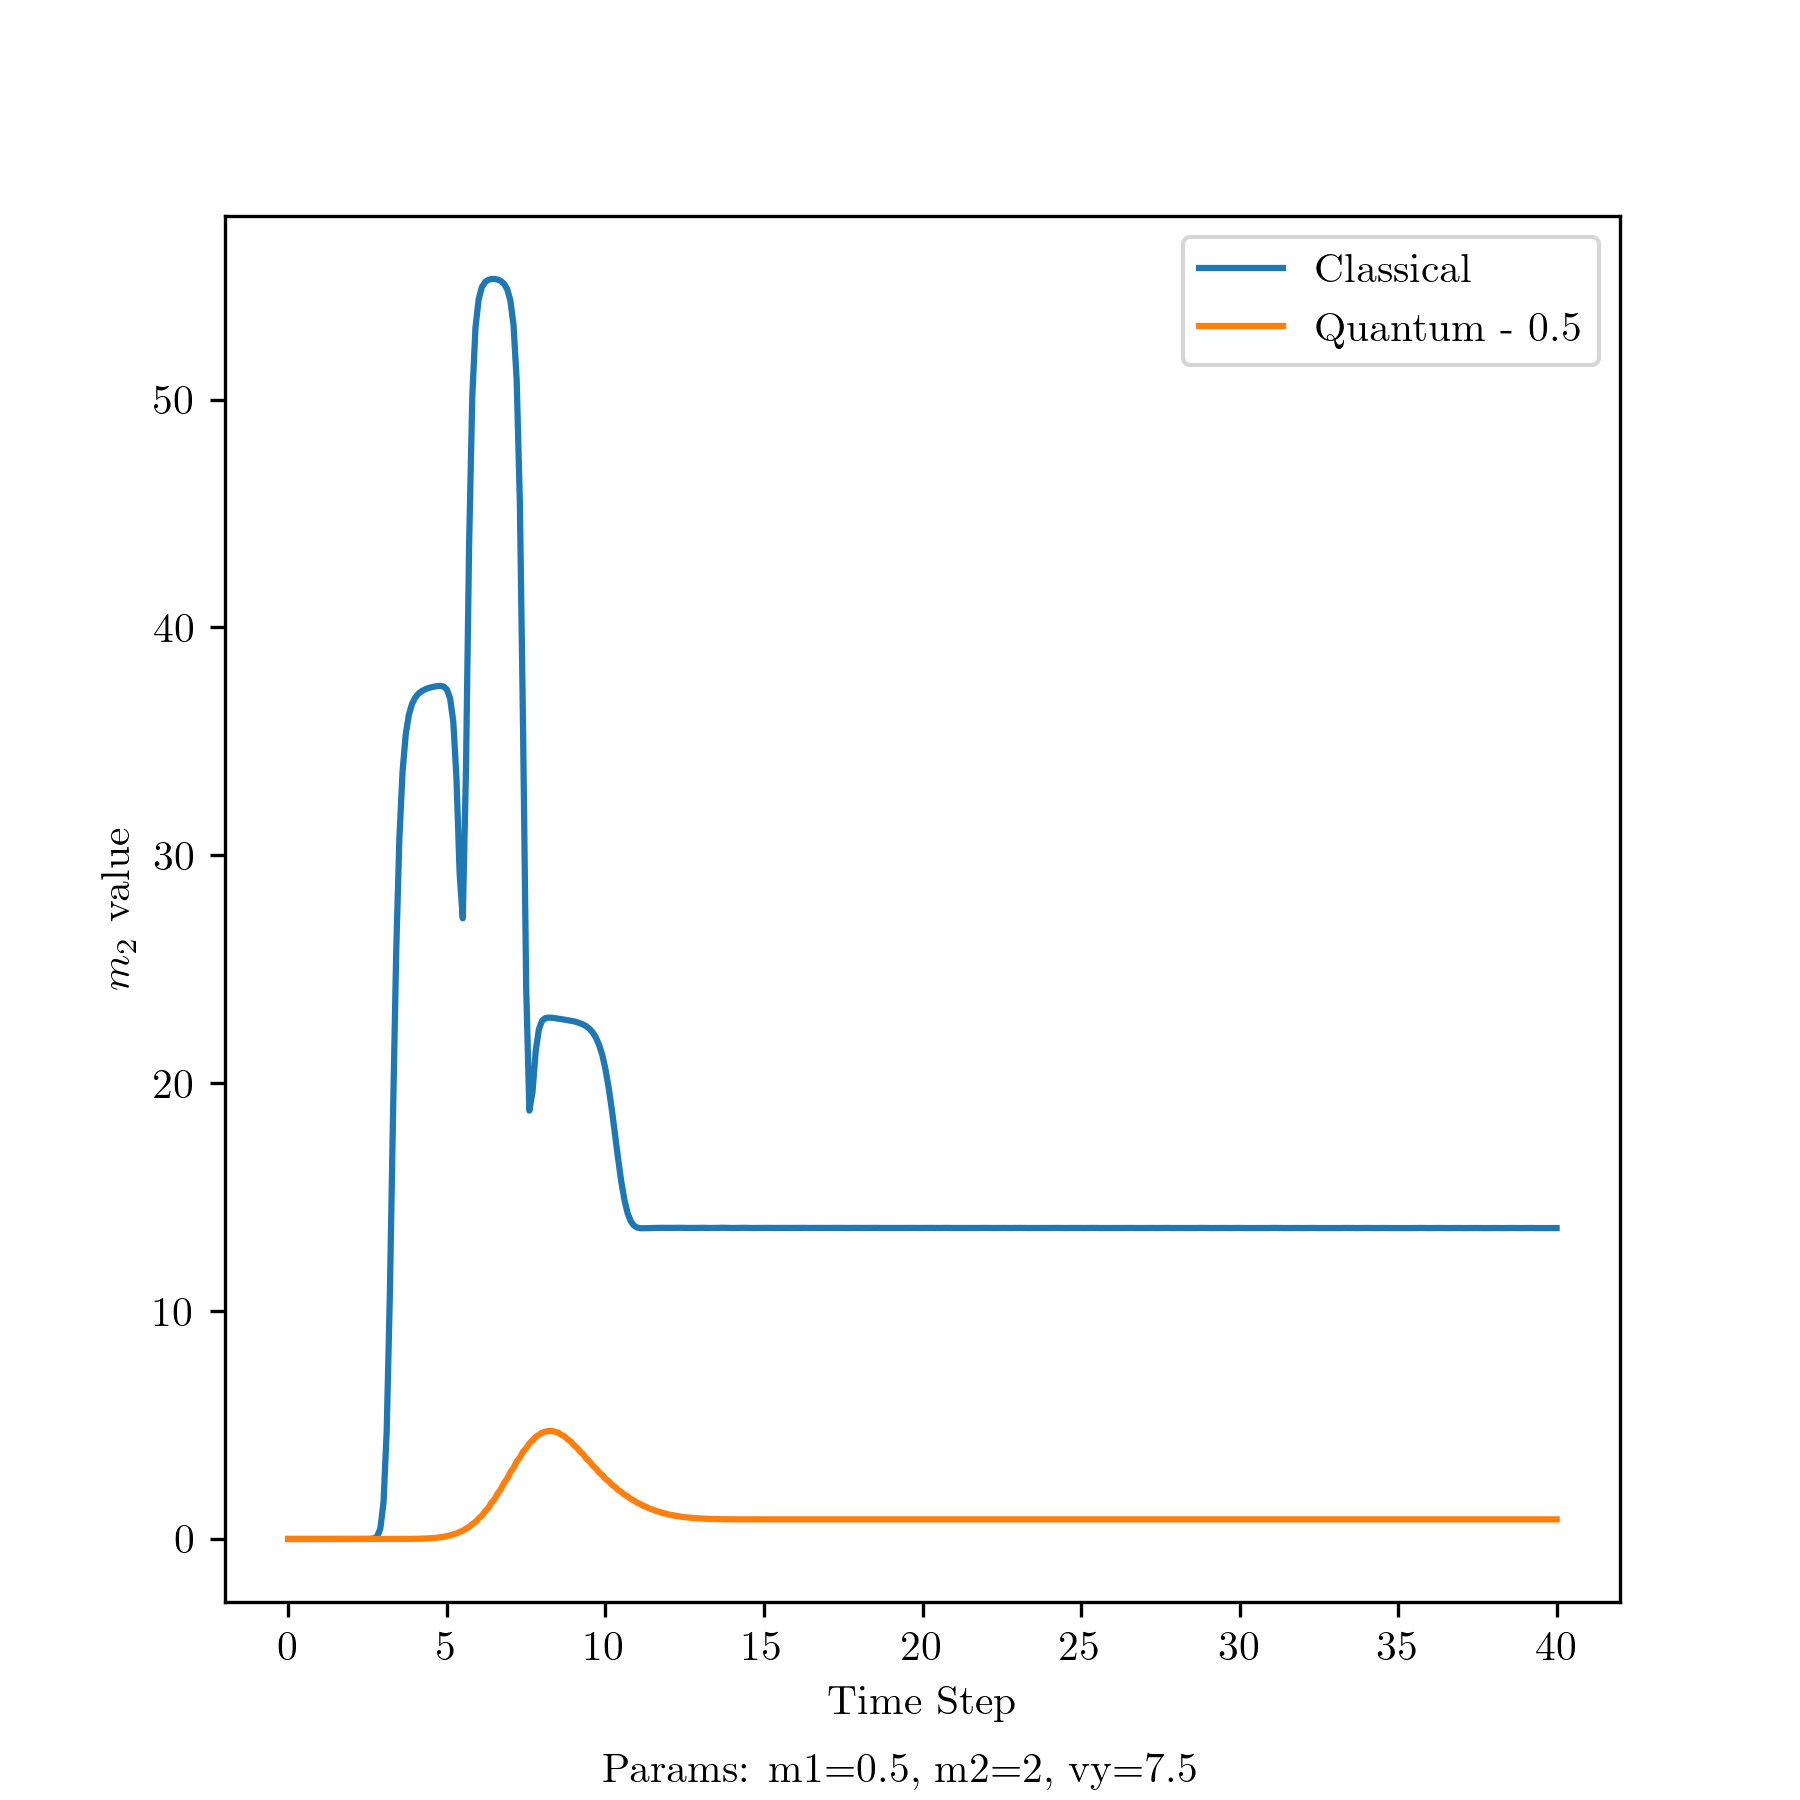 Classical
Quantum - 0.5
50
40
30
20
10
0
m₂ value
0 5 10 15 20 25 30 35 40
Time Step
Params: m1=0.5, m2=2, vy=7.5